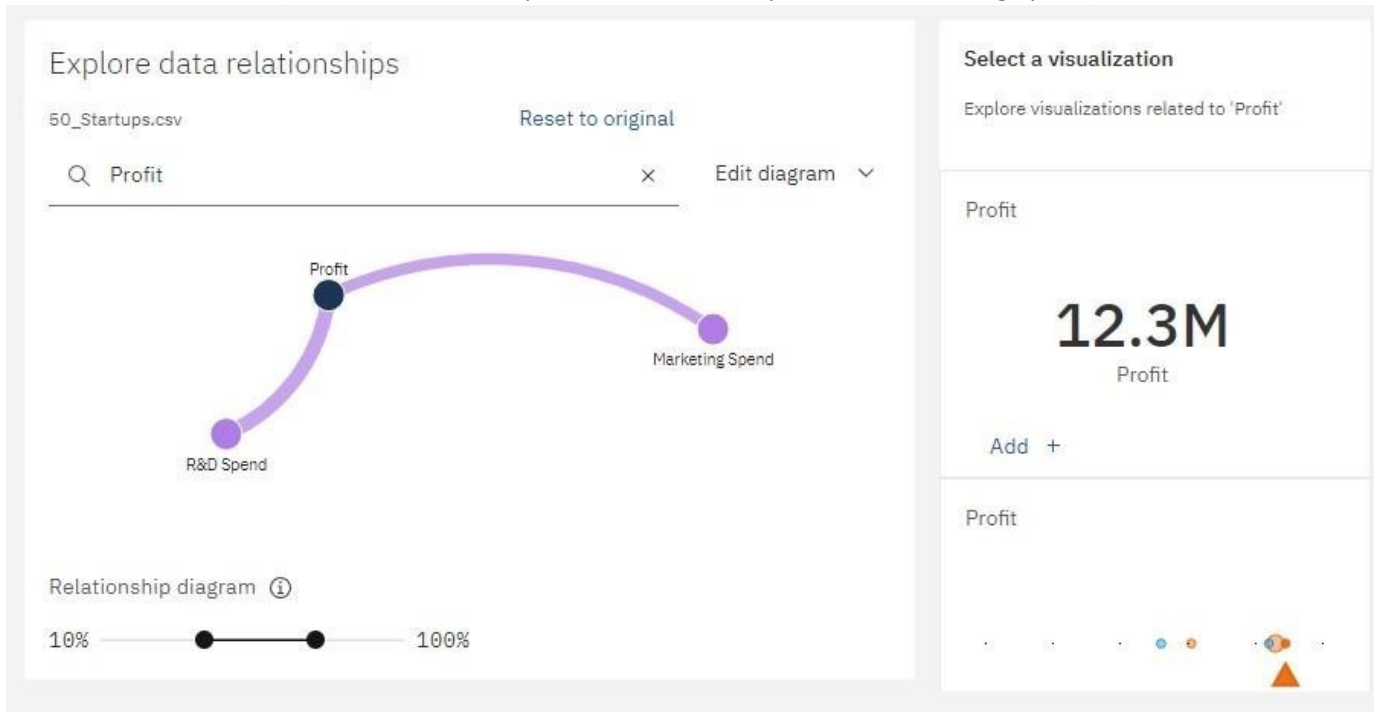 Explore data relationships
50_Startups.csv
Reset to original
Profit
Edit diagram
Profit
Marketing Spend
R&D Spend
Relationship diagram
10%
100%
Select a visualization
Explore visualizations related to 'Profit'
Profit
12.3M
Profit
Add +
Profit